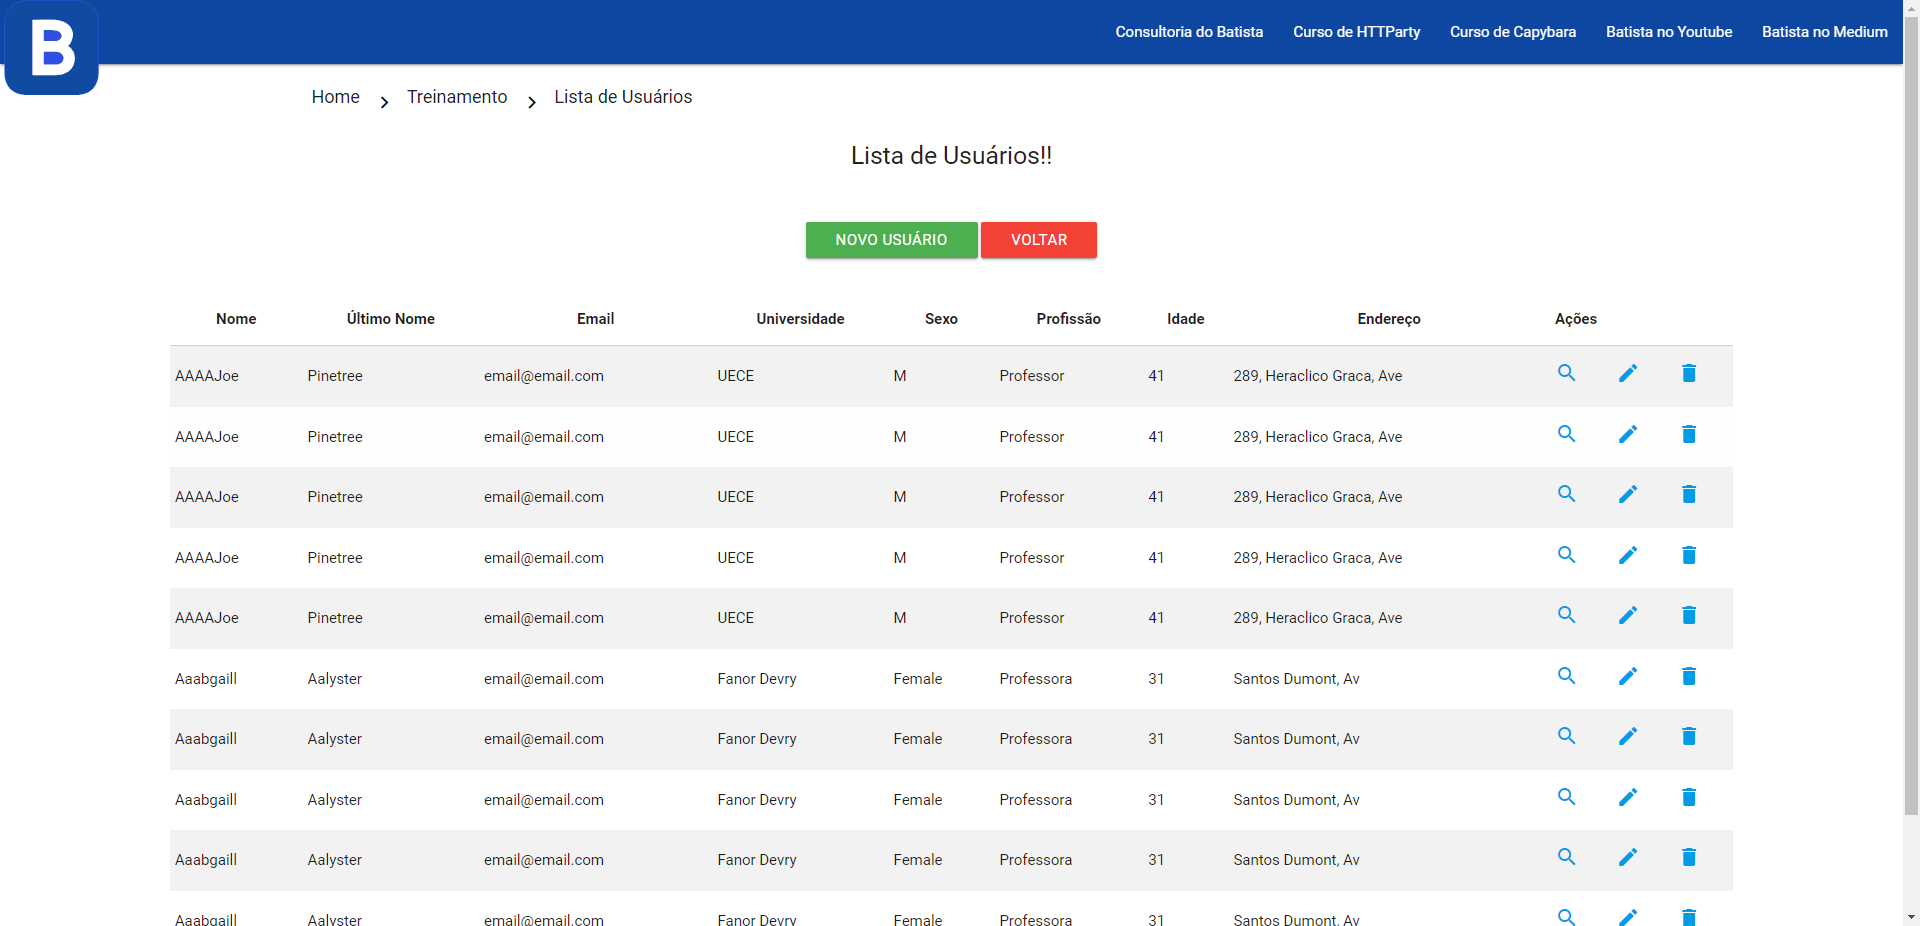 B
Consultoria do Batista Curso de HTTParty Curso de Capybara Batista no Youtube Batista no Medium
Home Treinamento Lista de Usuários
Lista de Usuários!!
NOVO USUÁRIO VOLTAR
Nome Último Nome Email Universidade Sexo Profissão Idade Endereço Ações
AAAAJoe Pinetree email@email.com UECE M Professor 41 289, Heraclico Graca, Ave
AAAAJoe Pinetree email@email.com UECE M Professor 41 289, Heraclico Graca, Ave
AAAAJoe Pinetree email@email.com UECE M Professor 41 289, Heraclico Graca, Ave
AAAAJoe Pinetree email@email.com UECE M Professor 41 289, Heraclico Graca, Ave
AAAAJoe Pinetree email@email.com UECE M Professor 41 289, Heraclico Graca, Ave
Aaabgaill Aalyster email@email.com Fanor Devry Female Professora 31 Santos Dumont, Av
Aaabgaill Aalyster email@email.com Fanor Devry Female Professora 31 Santos Dumont, Av
Aaabgaill Aalyster email@email.com Fanor Devry Female Professora 31 Santos Dumont, Av
Aaabgaill Aalyster email@email.com Fanor Devry Female Professora 31 Santos Dumont, Av
Aaabgaill Aalyster email@email.com Fanor Devry Female Professora 31 Santos Dumont, Av